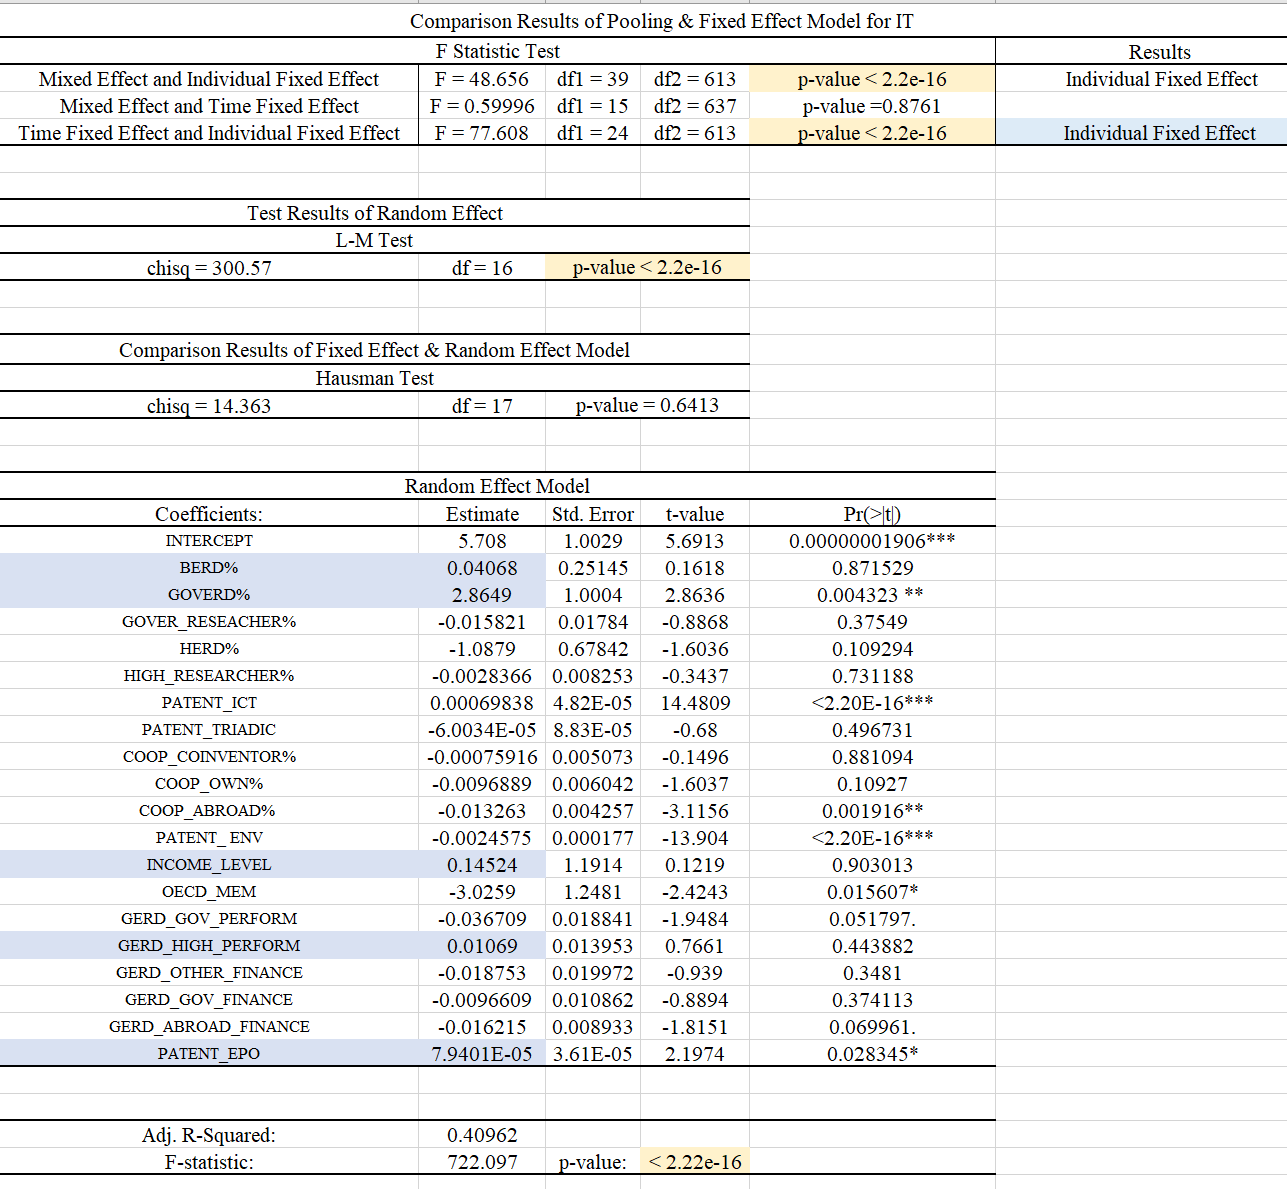 Comparison Results of Pooling & Fixed Effect Model for IT
F Statistic Test Results
Mixed Effect and Individual Fixed Effect F = 48.656 df1 = 39 df2 = 613 p-value < 2.2e-16 Individual Fixed Effect
Mixed Effect and Time Fixed Effect F = 0.59996 df1 = 15 df2 = 637 p-value =0.8761
Time Fixed Effect and Individual Fixed Effect F = 77.608 df1 = 24 df2 = 613 p-value < 2.2e-16 Individual Fixed Effect
Test Results of Random Effect
L-M Test
chisq = 300.57 df = 16 p-value < 2.2e-16
Comparison Results of Fixed Effect & Random Effect Model
Hausman Test
chisq = 14.363 df = 17 p-value = 0.6413
Random Effect Model
Coefficients: Estimate Std. Error t-value Pr(>|t|)
INTERCEPT 5.708 1.0029 5.6913 0.00000001906***
BERD% 0.04068 0.25145 0.1618 0.871529
GOVERD% 2.8649 1.0004 2.8636 0.004323 **
GOVER_RESEACHER% -0.015821 0.01784 -0.8868 0.37549
HERD% -1.0879 0.67842 -1.6036 0.109294
HIGH_RESEARCHER% -0.0028366 0.008253 -0.3437 0.731188
PATENT_ICT 0.00069838 4.82E-05 14.4809 <2.20E-16***
PATENT_TRIADIC -6.0034E-05 8.83E-05 -0.68 0.496731
COOP_COINVENTOR% -0.00075916 0.005073 -0.1496 0.881094
COOP_OWN% -0.0096889 0.006042 -1.6037 0.10927
COOP_ABROAD% -0.013263 0.004257 -3.1156 0.001916**
PATENT_ ENV -0.0024575 0.000177 -13.904 <2.20E-16***
INCOME_LEVEL 0.14524 1.1914 0.1219 0.903013
OECD_MEM -3.0259 1.2481 -2.4243 0.015607*
GERD_GOV_PERFORM -0.036709 0.018841 -1.9484 0.051797.
GERD_HIGH_PERFORM 0.01069 0.013953 0.7661 0.443882
GERD_OTHER_FINANCE -0.018753 0.019972 -0.939 0.3481
GERD_GOV_FINANCE -0.0096609 0.010862 -0.8894 0.374113
GERD_ABROAD_FINANCE -0.016215 0.008933 -1.8151 0.069961.
PATENT_EPO 7.9401E-05 3.61E-05 2.1974 0.028345*
Adj. R-Squared: 0.40962
F-statistic: 722.097 p-value: < 2.22e-16